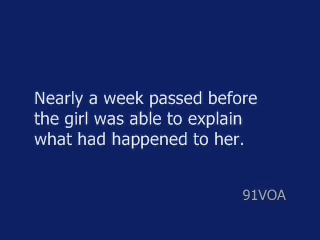 Nearly a week passed before
the girl was able to explain
what had happened to her.
91VOA